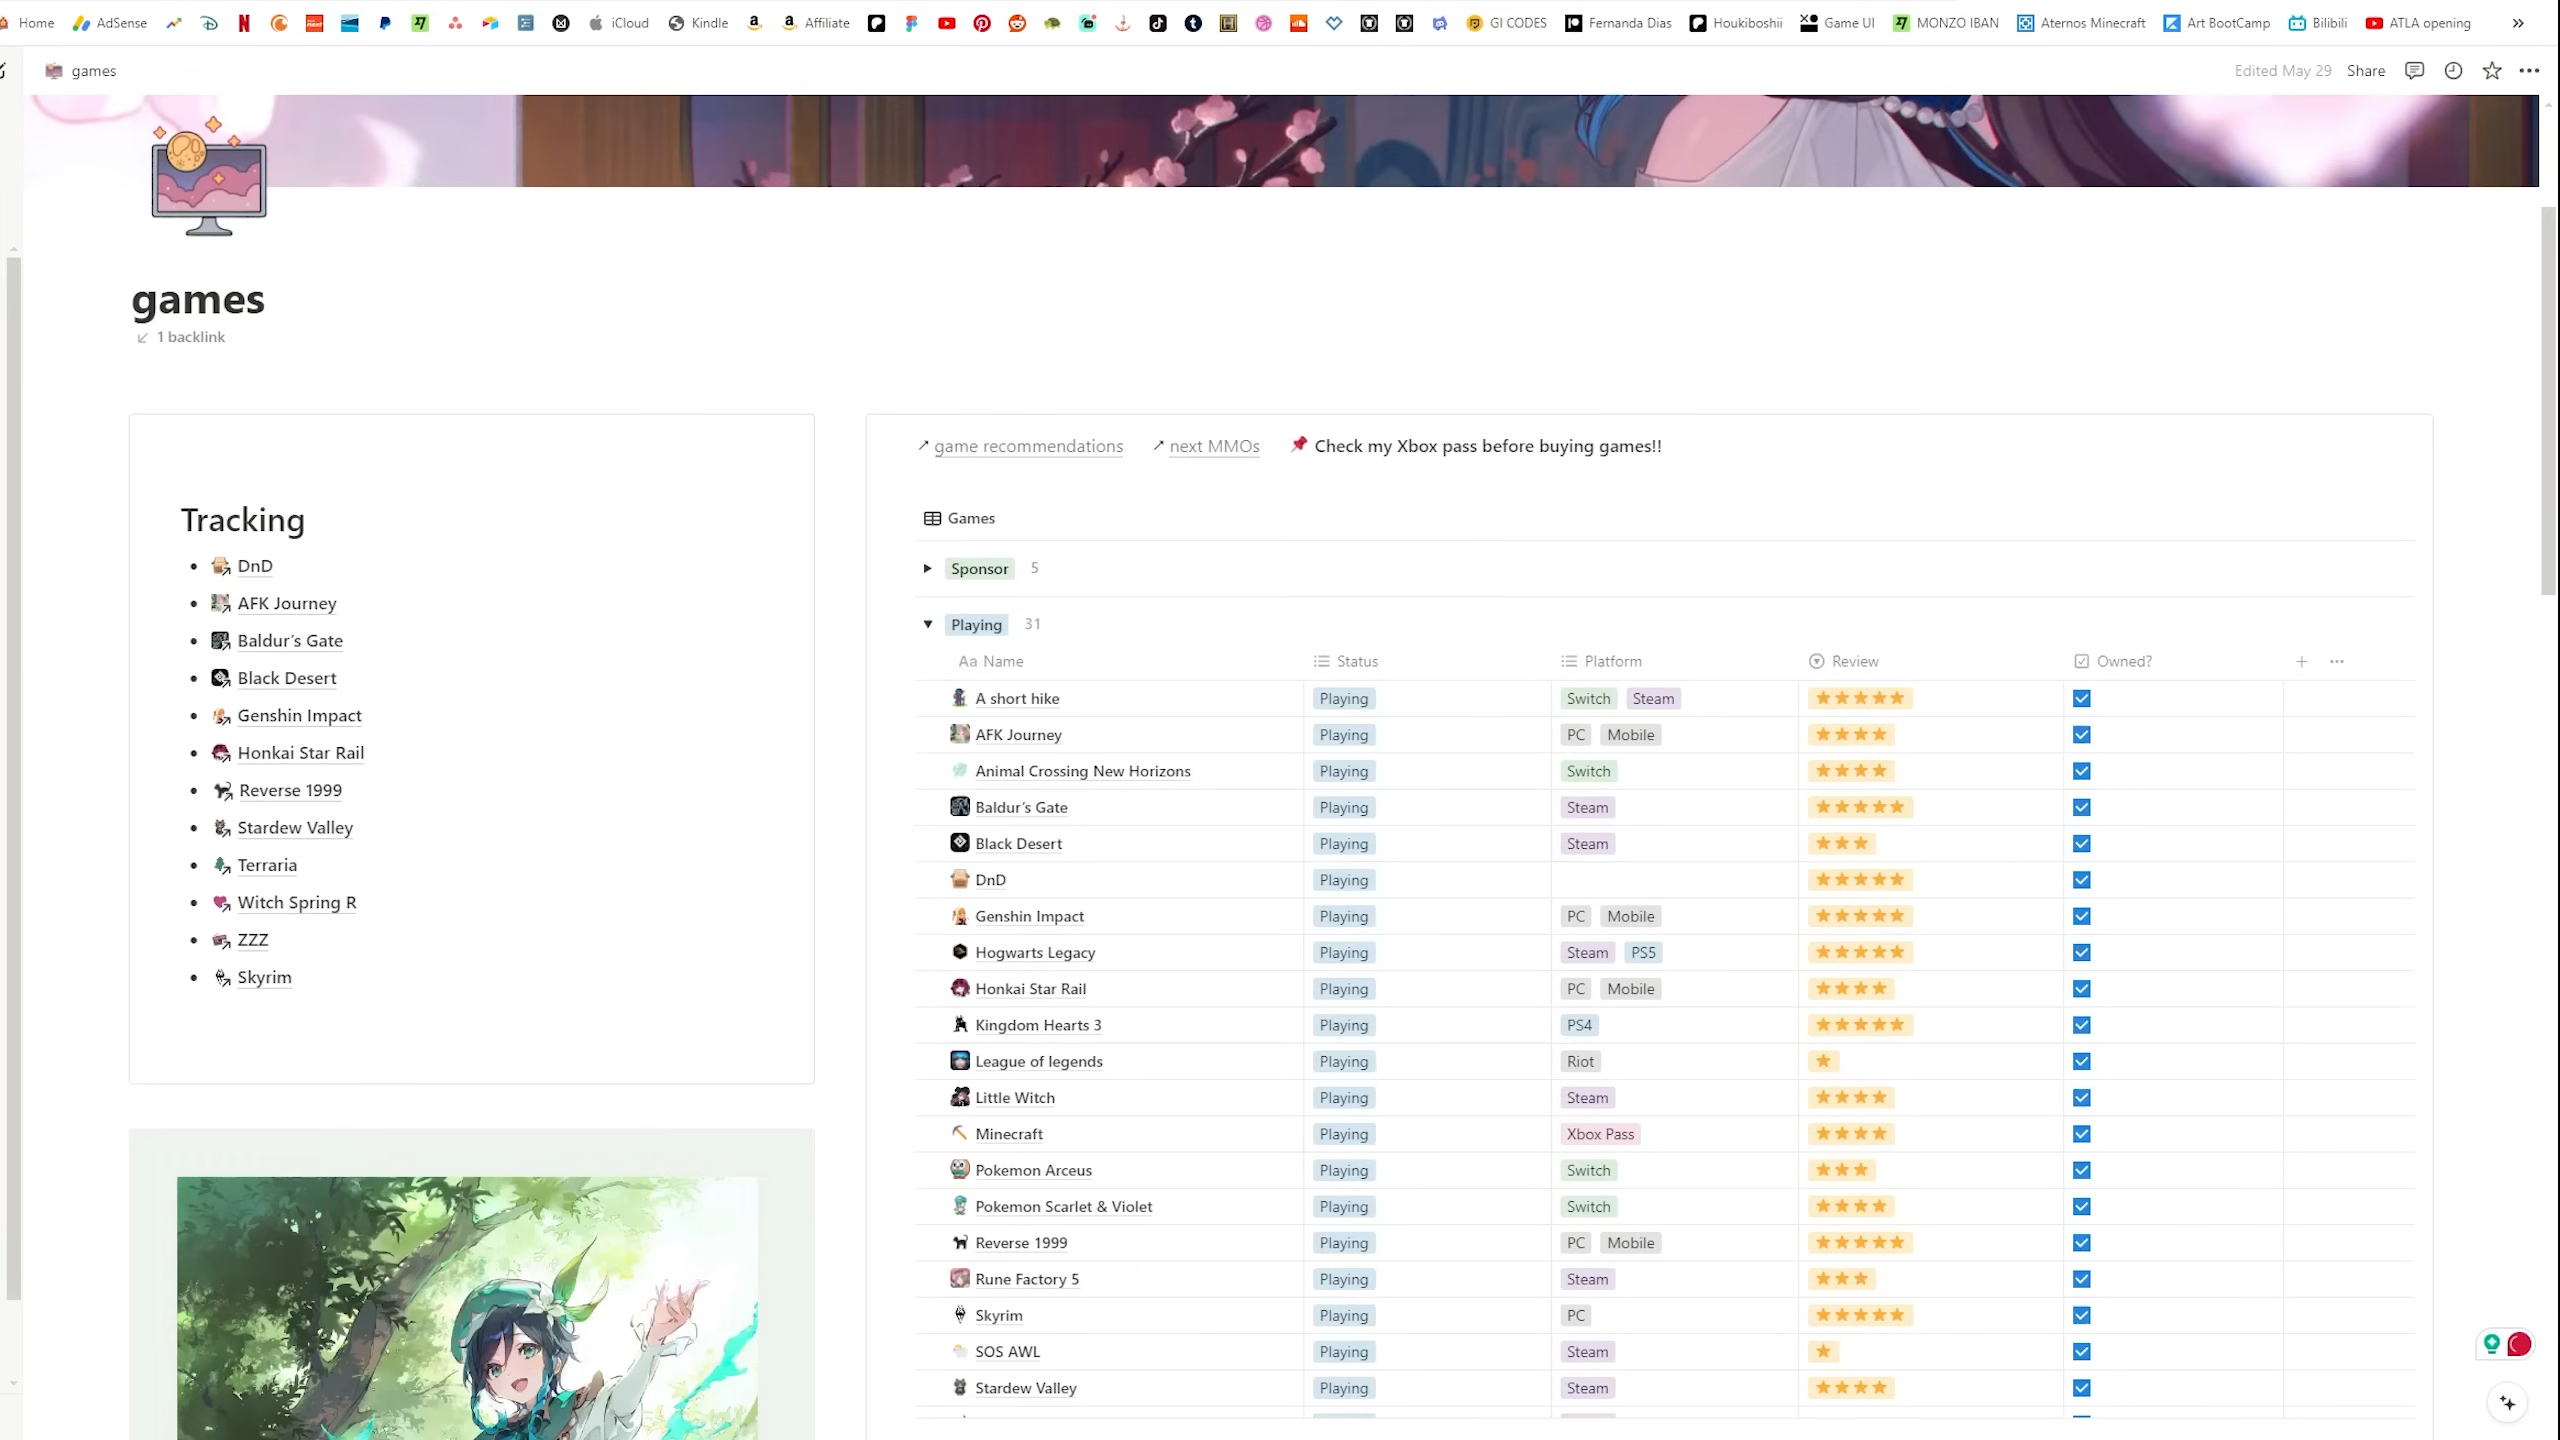 Home AdSense iCloud Kindle Affiliate GI CODES Fernanda Dias Houkiboshii Game UI MONZO IBAN Aternos Minecraft Art BootCamp Bilibili ATLA opening
games Edited May 29 Share
games
1 backlink
Tracking
DnD
AFK Journey
Baldur's Gate
Black Desert
Genshin Impact
Honkai Star Rail
Reverse 1999
Stardew Valley
Terraria
Witch Spring R
ZZZ
Skyrim
game recommendations next MMOs Check my Xbox pass before buying games!!
Games
Sponsor 5
Playing 31
Aa Name Status Platform Review Owned?
A short hike Playing Switch Steam
AFK Journey Playing PC Mobile
Animal Crossing New Horizons Playing Switch
Baldur's Gate Playing Steam
Black Desert Playing Steam
DnD Playing
Genshin Impact Playing PC Mobile
Hogwarts Legacy Playing Steam PS5
Honkai Star Rail Playing PC Mobile
Kingdom Hearts 3 Playing PS4
League of legends Playing Riot
Little Witch Playing Steam
Minecraft Playing Xbox Pass
Pokemon Arceus Playing Switch
Pokemon Scarlet & Violet Playing Switch
Reverse 1999 Playing PC Mobile
Rune Factory 5 Playing Steam
Skyrim Playing PC
SOS AWL Playing Steam
Stardew Valley Playing Steam